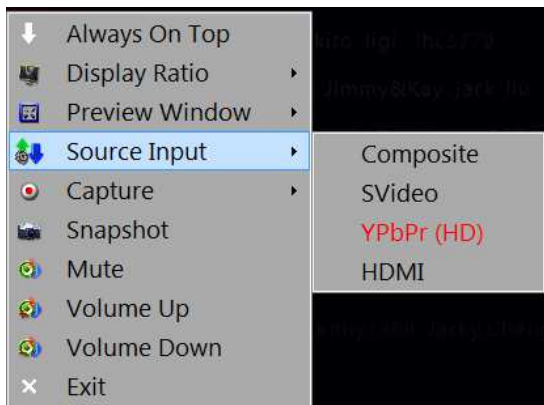 Always On Top
Display Ratio
Preview Window
Source Input
Capture
Snapshot
Mute
Volume Up
Volume Down
Exit
Composite
SVideo
YPbPr (HD)
HDMI